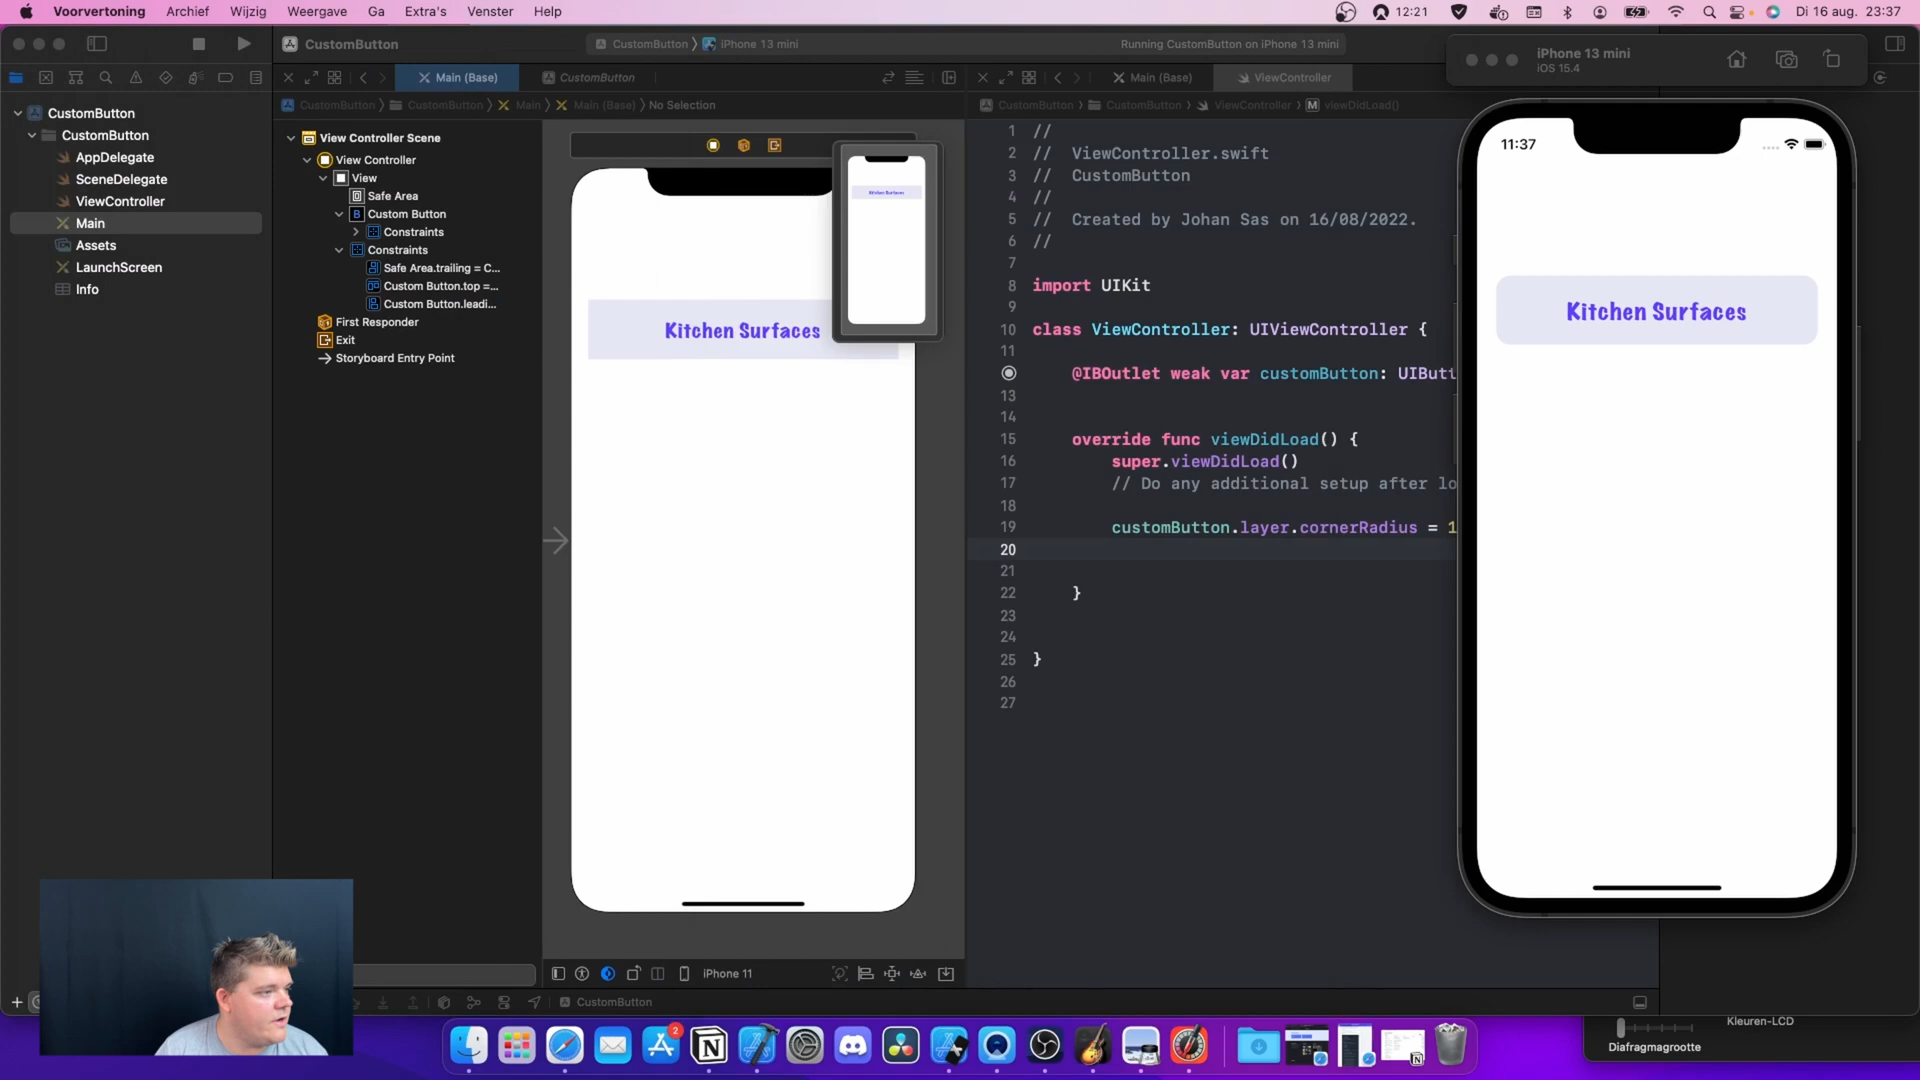 Voorvertoning Archief Wijzig Weergave Ga Extra's Venster Help 12:21 Di 16 aug. 23:37
CustomButton
CustomButton iPhone 13 mini
Running CustomButton on iPhone 13 mini
iPhone 13 mini
iOS 15.4
Main (Base)
CustomButton
Main (Base)
ViewController
CustomButton CustomButton Main Main (Base) No Selection
CustomButton CustomButton ViewController viewDidLoad()
CustomButton
CustomButton
AppDelegate
SceneDelegate
ViewController
Main
Assets
LaunchScreen
Info
View Controller Scene
View Controller
View
Safe Area
B Custom Button
Constraints
Constraints
Safe Area.trailing = C...
Custom Button.top =...
Custom Button.leadi...
First Responder
Exit
Storyboard Entry Point
Kitchen Surfaces
Kitchen Surfaces
1 //
2 // ViewController.swift
3 // CustomButton
4 //
5 // Created by Johan Sas on 16/08/2022.
6 //
7
8 import UIKit
9
10 class ViewController: UIViewController {
11
@IBOutlet weak var customButton: UIButt
13
14
15 override func viewDidLoad() {
16 super.viewDidLoad()
17 // Do any additional setup after lo
18
19 customButton.layer.cornerRadius = 1
20
21
22 }
23
24
25 }
26
27
11:37
Kitchen Surfaces
iPhone 11
CustomButton
2
Kleuren-LCD
Diafragmagrootte